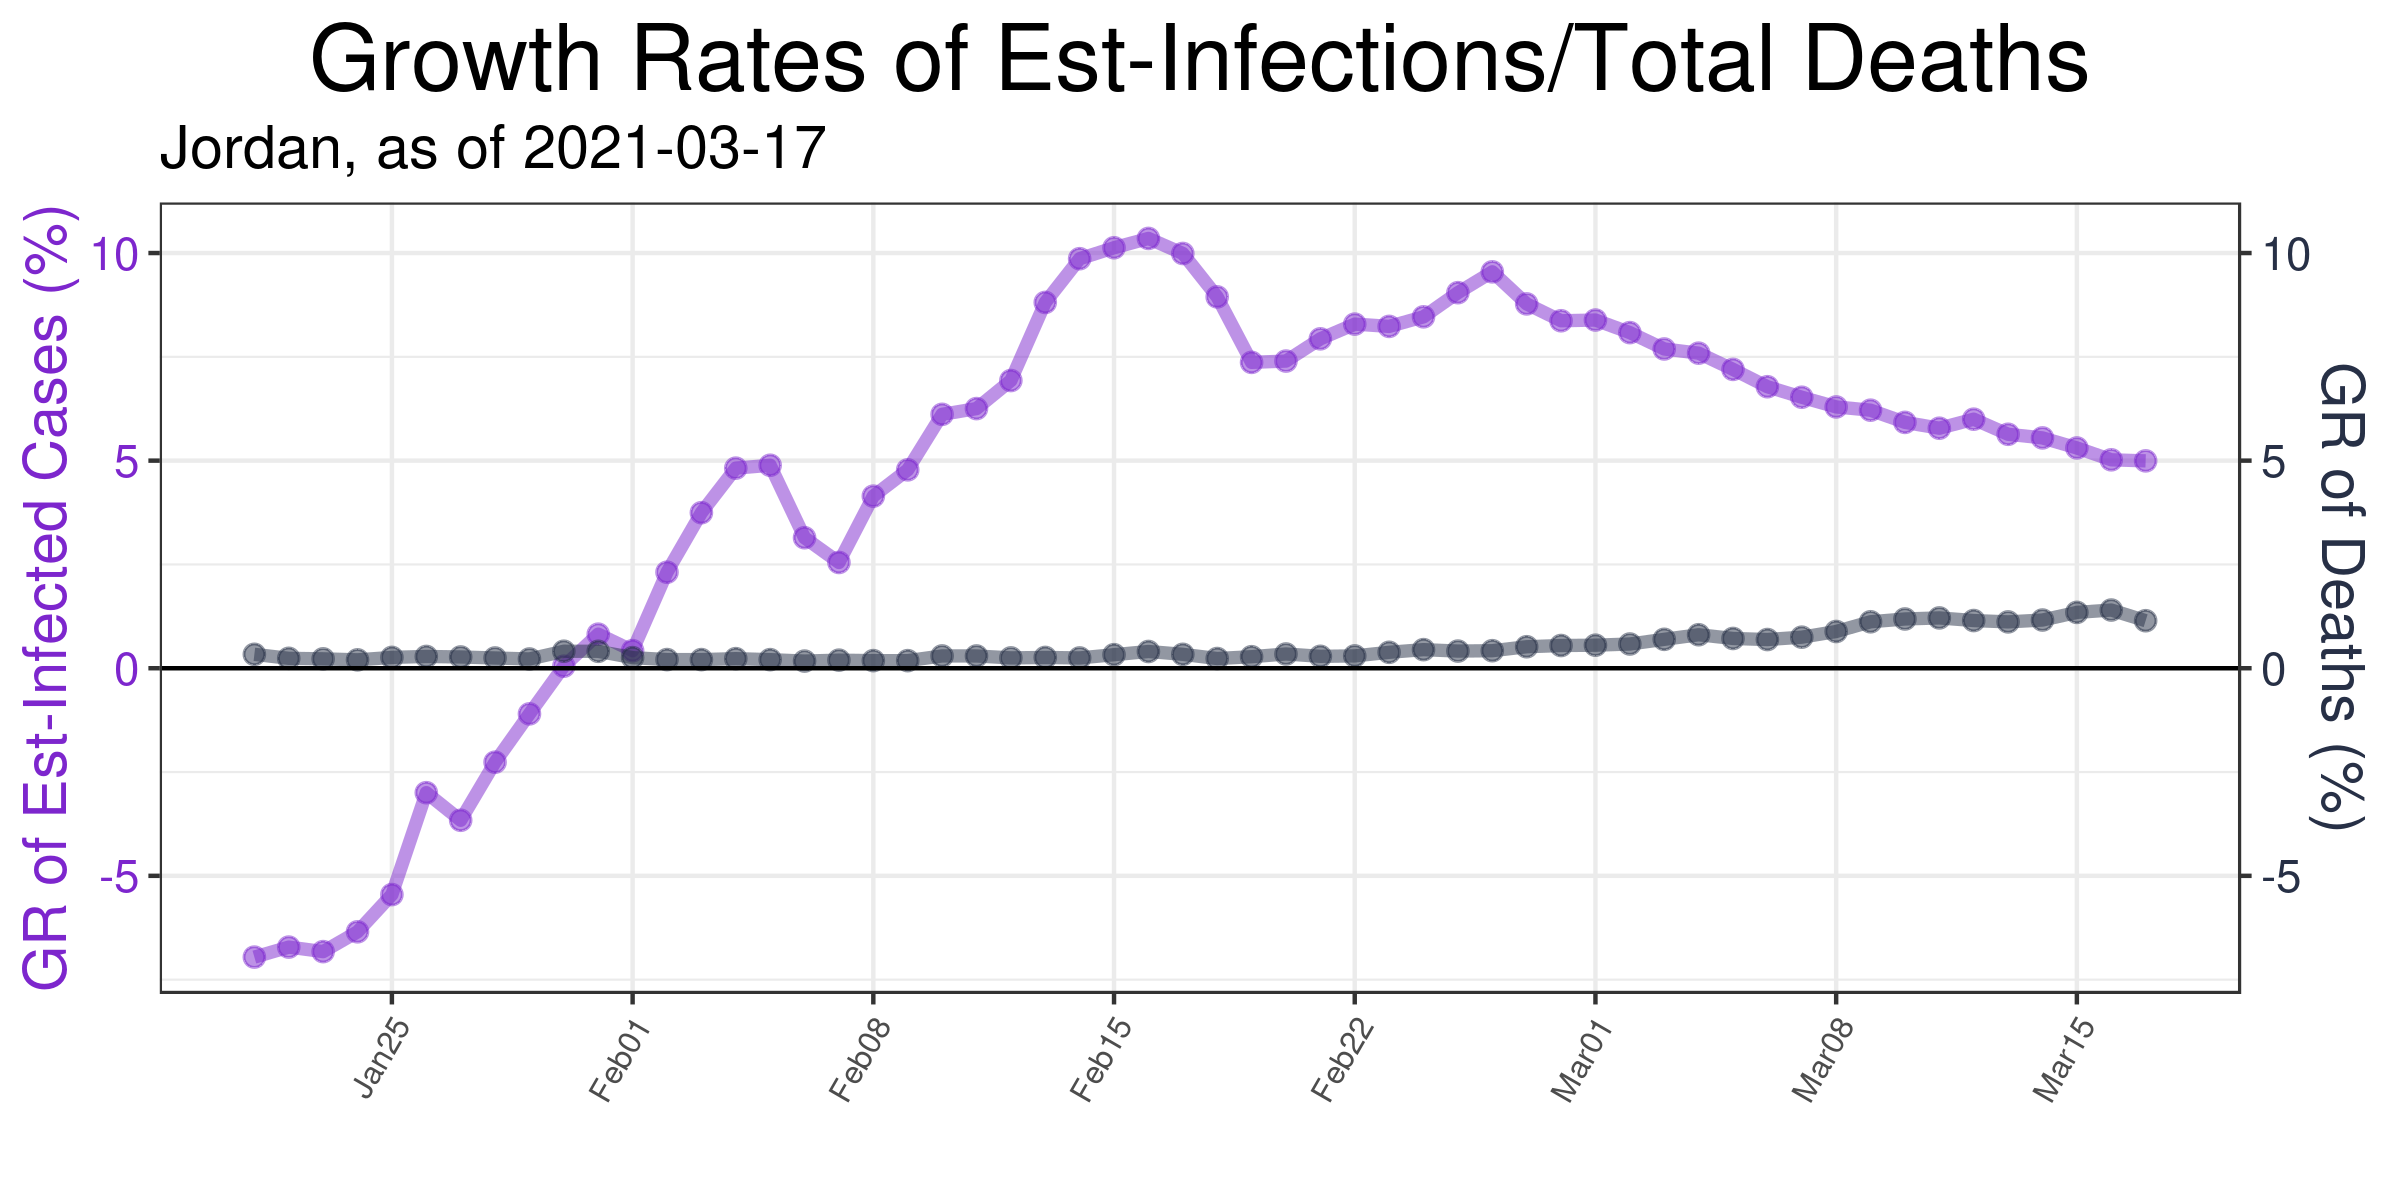 Growth Rates of Est-Infections/Total Deaths
Jordan, as of 2021-03-17
GR of Est-Infected Cases (%)
10
5
0
-5
10
5
0
-5
GR of Deaths (%)
Jan25
Feb01
Feb08
Feb15
Feb22
Mar01
Mar08
Mar15